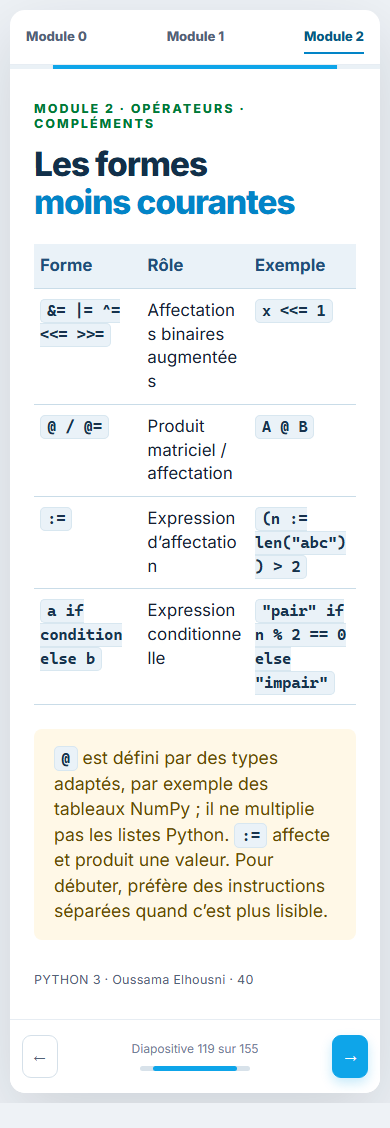 Module 0 Module 1 Module 2
MODULE 2 · OPÉRATEURS ·
COMPLÉMENTS
Les formes
moins courantes
Forme Rôle Exemple
&= |= ^=
<<= >>=
Affectation
s binaires
augmentée
s
x <<= 1
@ / @=
Produit
matriciel /
affectation
A @ B
:=
Expression
d’affectatio
n
(n :=
len("abc")
) > 2
a if
condition
else b
Expression
conditionne
lle
"pair" if
n % 2 == 0
else
"impair"
@ est défini par des types
adaptés, par exemple des
tableaux NumPy ; il ne multiplie
pas les listes Python. := affecte
et produit une valeur. Pour
débuter, préfère des instructions
séparées quand c’est plus lisible.
PYTHON 3 · Oussama Elhousni · 40
← Diapositive 119 sur 155 →